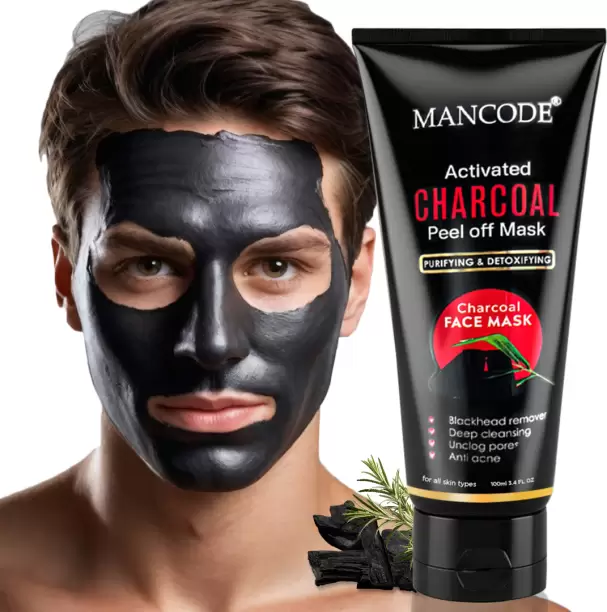 MANCODE®
Activated
CHARCOAL
Peel off Mask
PURIFYING & DETOXIFYING
Charcoal
FACE MASK
Blackhead remover
Deep cleansing
Unclog pores
Anti acne
for all skin types 100ml 3.4 FL OZ